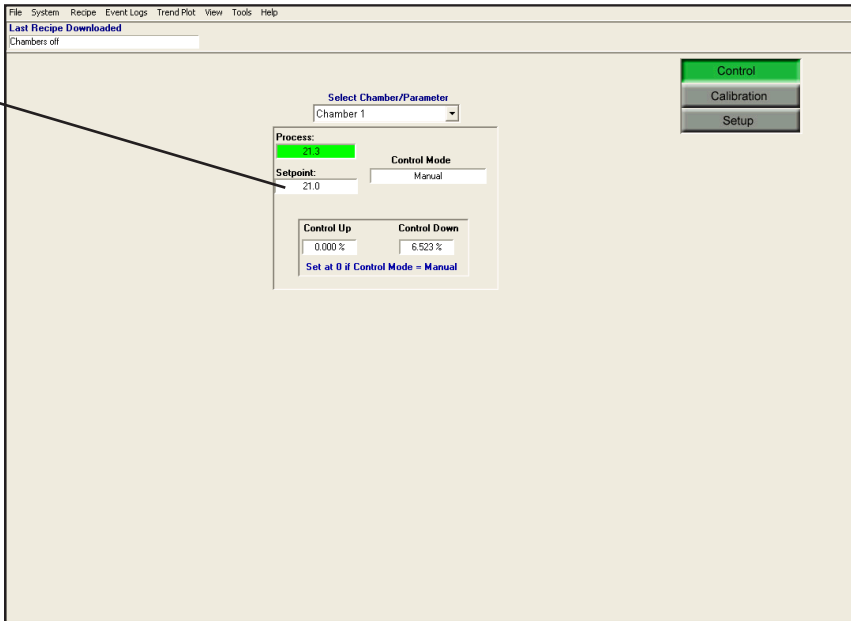 File System Recipe Event Logs Trend Plot View Tools Help
Last Recipe Downloaded
Chambers off
Control
Calibration
Setup
Select Chamber/Parameter
Chamber 1
Process:
21.3
Control Mode
Manual
Setpoint:
21.0
Control Up Control Down
0.000 % 6.523 %
Set at 0 if Control Mode = Manual